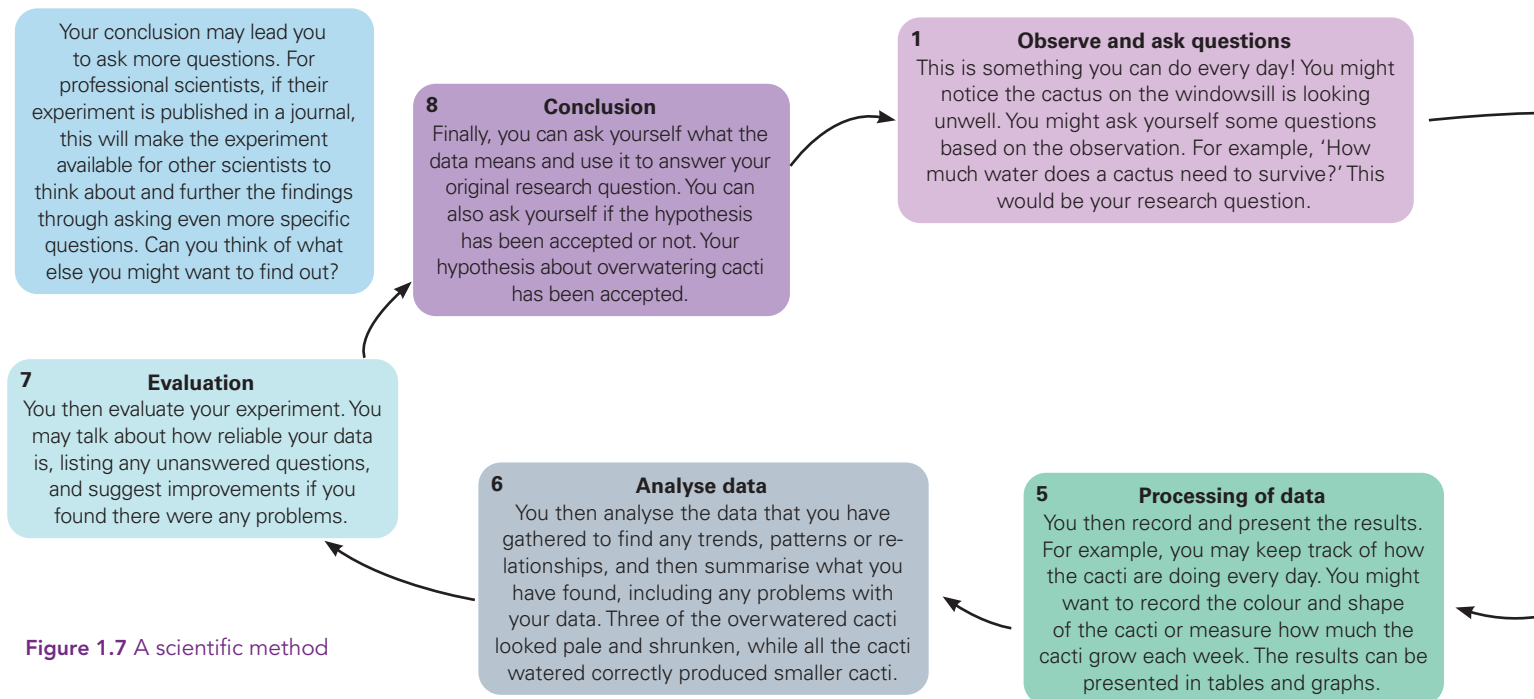 Your conclusion may lead you
to ask more questions. For
professional scientists, if their
experiment is published in a journal,
this will make the experiment
available for other scientists to
think about and further the findings
through asking even more specific
questions. Can you think of what
else you might want to find out?
8 Conclusion
Finally, you can ask yourself what the
data means and use it to answer your
original research question. You can
also ask yourself if the hypothesis
has been accepted or not. Your
hypothesis about overwatering cacti
has been accepted.
1 Observe and ask questions
This is something you can do every day! You might
notice the cactus on the windowsill is looking
unwell. You might ask yourself some questions
based on the observation. For example, ‘How
much water does a cactus need to survive?’ This
would be your research question.
7 Evaluation
You then evaluate your experiment. You
may talk about how reliable your data
is, listing any unanswered questions,
and suggest improvements if you
found there were any problems.
6 Analyse data
You then analyse the data that you have
gathered to find any trends, patterns or re-
lationships, and then summarise what you
have found, including any problems with
your data. Three of the overwatered cacti
looked pale and shrunken, while all the cacti
watered correctly produced smaller cacti.
5 Processing of data
You then record and present the results.
For example, you may keep track of how
the cacti are doing every day. You might
want to record the colour and shape
of the cacti or measure how much the
cacti grow each week. The results can be
presented in tables and graphs.
Figure 1.7 A scientific method